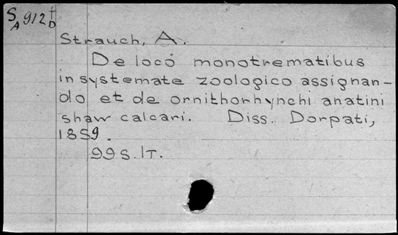 S A 912 I D
Strauch, A.
De loco monotrematibus
in systemate zoologico assignan-
do et de ornithorhynchi anatini
shaw calcari. Diss. Dorpati,
1859.
99 S. IT.